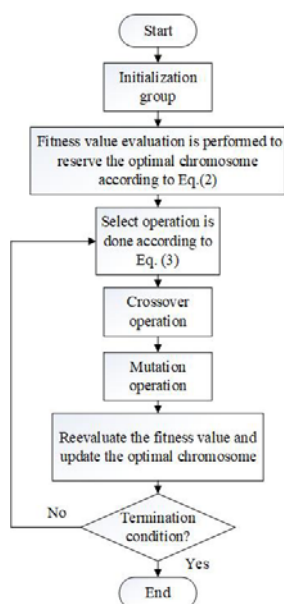 Start
Initialization
group
Fitness value evaluation is performed to
reserve the optimal chromosome
according to Eq.(2)
Select operation is
done according to
Eq. (3)
Crossover
operation
Mutation
operation
Reevaluate the fitness value and
update the optimal chromosome
No
Termination
condition?
Yes
End